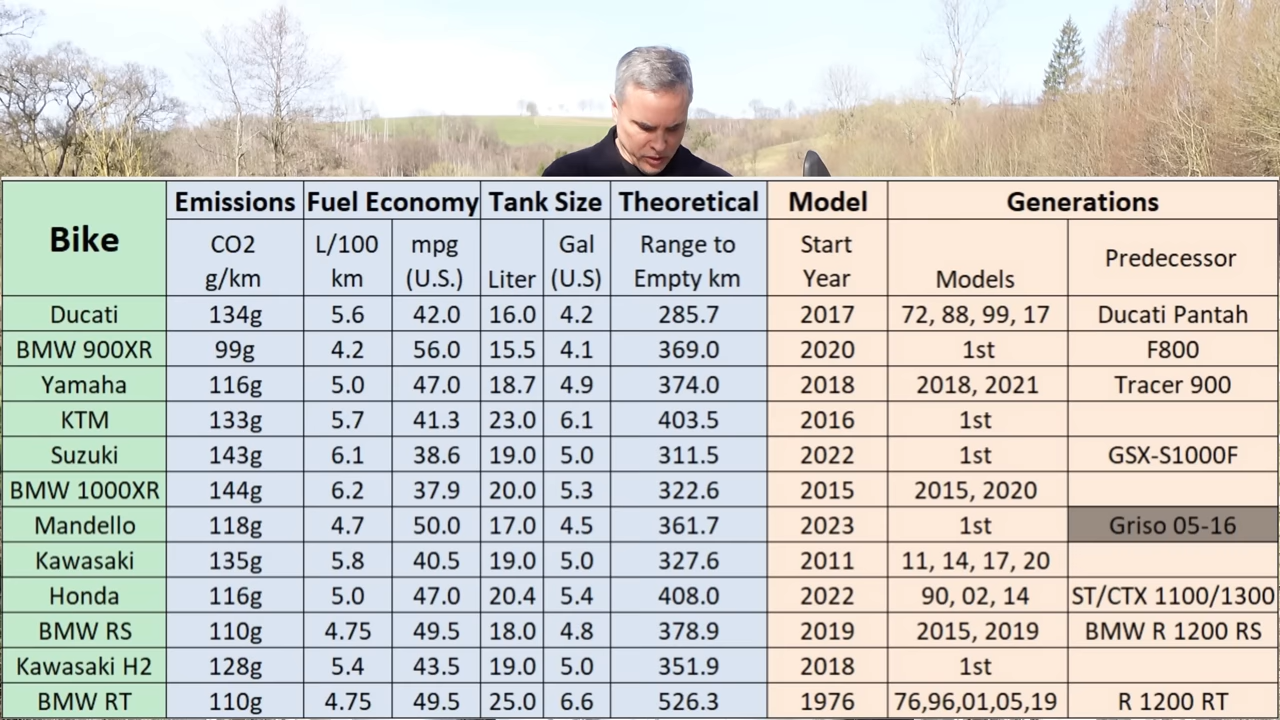 Bike Emissions Fuel Economy Tank Size Theoretical Model Generations
CO2 g/km L/100 km mpg (U.S.) Liter Gal (U.S) Range to Empty km Start Year Models Predecessor
Ducati 134g 5.6 42.0 16.0 4.2 285.7 2017 72, 88, 99, 17 Ducati Pantah
BMW 900XR 99g 4.2 56.0 15.5 4.1 369.0 2020 1st F800
Yamaha 116g 5.0 47.0 18.7 4.9 374.0 2018 2018, 2021 Tracer 900
KTM 133g 5.7 41.3 23.0 6.1 403.5 2016 1st
Suzuki 143g 6.1 38.6 19.0 5.0 311.5 2022 1st GSX-S1000F
BMW 1000XR 144g 6.2 37.9 20.0 5.3 322.6 2015 2015, 2020
Mandello 118g 4.7 50.0 17.0 4.5 361.7 2023 1st Griso 05-16
Kawasaki 135g 5.8 40.5 19.0 5.0 327.6 2011 11, 14, 17, 20
Honda 116g 5.0 47.0 20.4 5.4 408.0 2022 90, 02, 14 ST/CTX 1100/1300
BMW RS 110g 4.75 49.5 18.0 4.8 378.9 2019 2015, 2019 BMW R 1200 RS
Kawasaki H2 128g 5.4 43.5 19.0 5.0 351.9 2018 1st
BMW RT 110g 4.75 49.5 25.0 6.6 526.3 1976 76,96,01,05,19 R 1200 RT